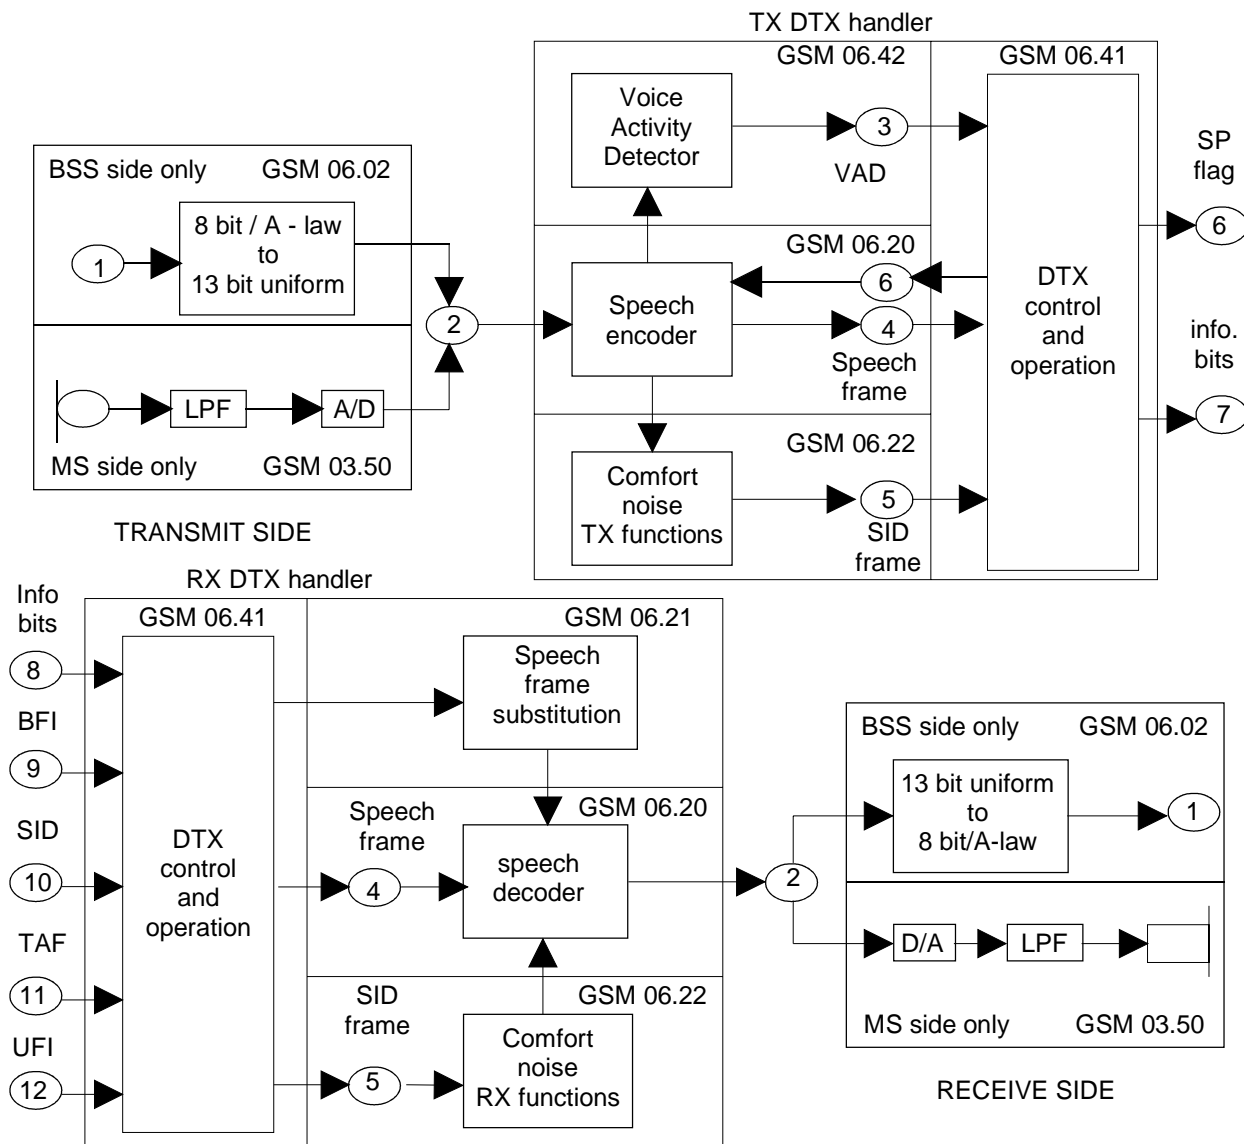 TX DTX handler
GSM 06.42
GSM 06.41
Voice
Activity
Detector
3
VAD
SP
flag
6
BSS side only
GSM 06.02
8 bit / A - law
to
13 bit uniform
1
2
GSM 06.20
6
Speech
encoder
4
Speech
frame
DTX
control
and
operation
info.
bits
7
LPF
A/D
MS side only
GSM 03.50
GSM 06.22
Comfort
noise
TX functions
5
SID
frame
TRANSMIT SIDE
RX DTX handler
Info
bits
8
BFI
9
SID
10
TAF
11
UFI
12
GSM 06.41
DTX
control
and
operation
GSM 06.21
Speech
frame
substitution
GSM 06.20
Speech
frame
4
speech
decoder
GSM 06.22
SID
frame
5
Comfort
noise
RX functions
2
BSS side only
GSM 06.02
13 bit uniform
to
8 bit/A-law
1
D/A
LPF
MS side only
GSM 03.50
RECEIVE SIDE